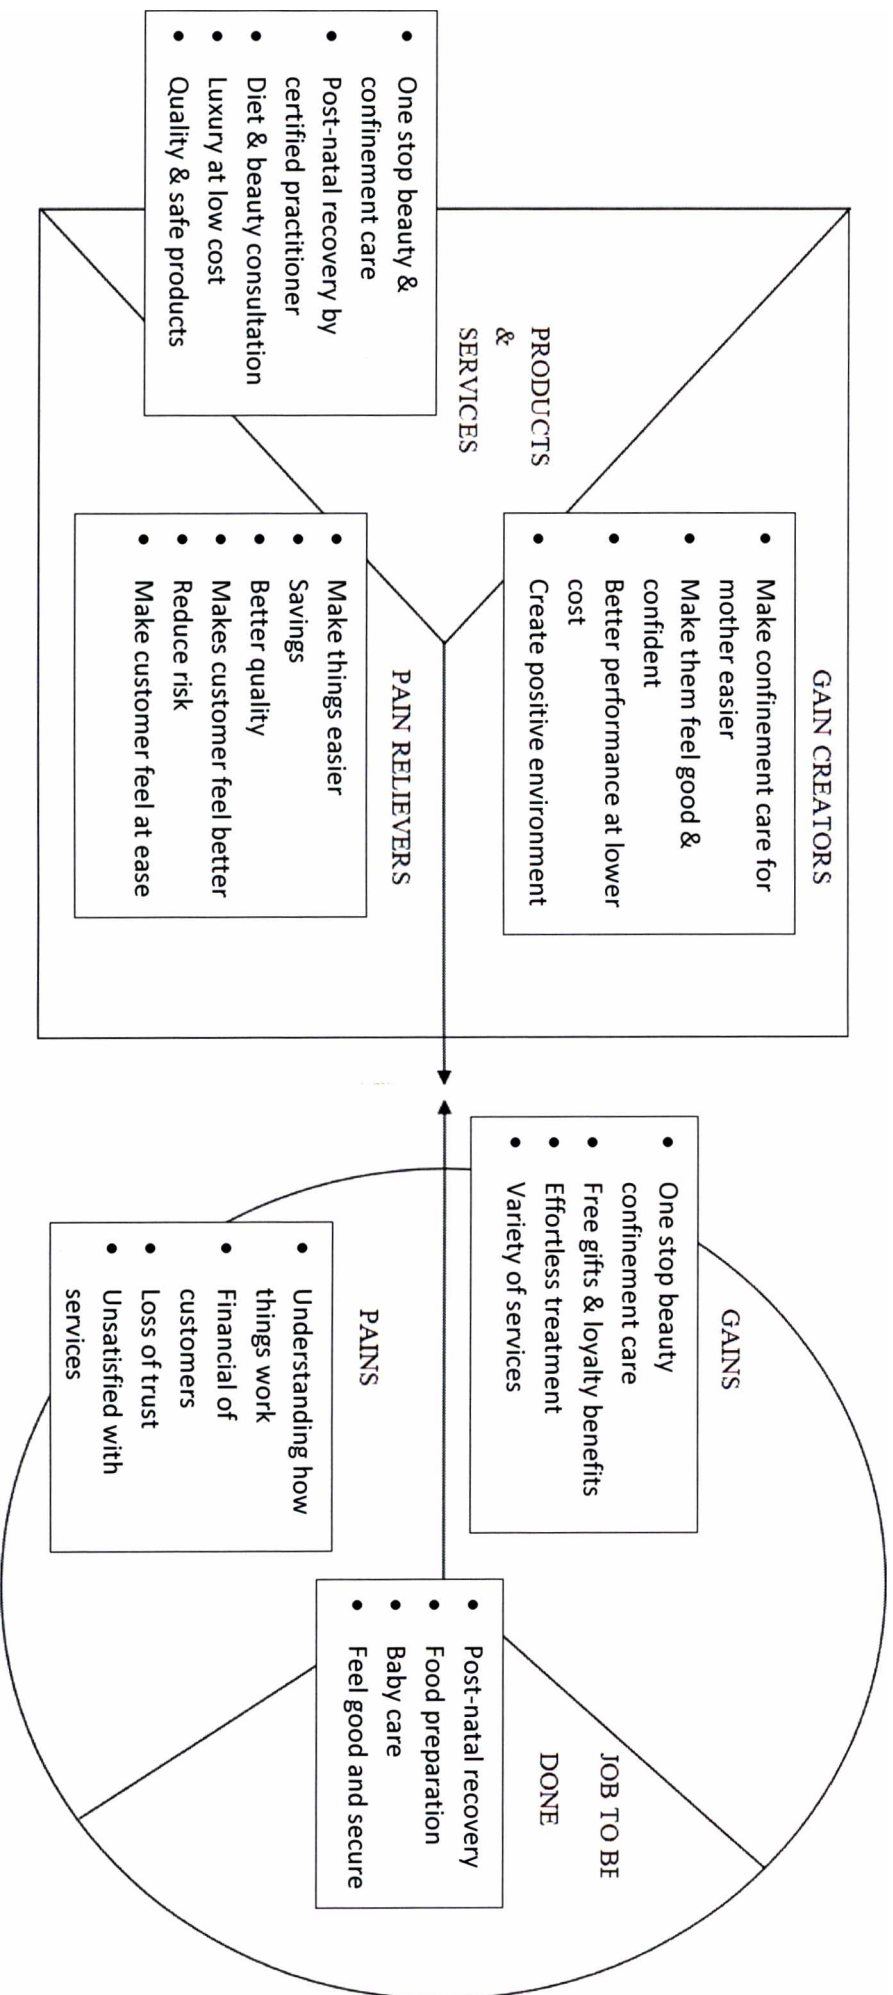 GAIN CREATORS
• Make confinement care for
mother easier
• Make them feel good &
confident
• Better performance at lower
cost
• Create positive environment
PRODUCTS
&
SERVICES
• One stop beauty &
confinement care
• Post-natal recovery by
certified practitioner
• Diet & beauty consultation
• Luxury at low cost
• Quality & safe products
PAIN RELIEVERS
• Make things easier
• Savings
• Better quality
• Makes customer feel better
• Reduce risk
• Make customer feel at ease
GAINS
• One stop beauty
confinement care
• Free gifts & loyalty benefits
• Effortless treatment
• Variety of services
JOB TO BE
DONE
• Post-natal recovery
• Food preparation
• Baby care
• Feel good and secure
PAINS
• Understanding how
things work
• Financial of
customers
• Loss of trust
• Unsatisfied with
services